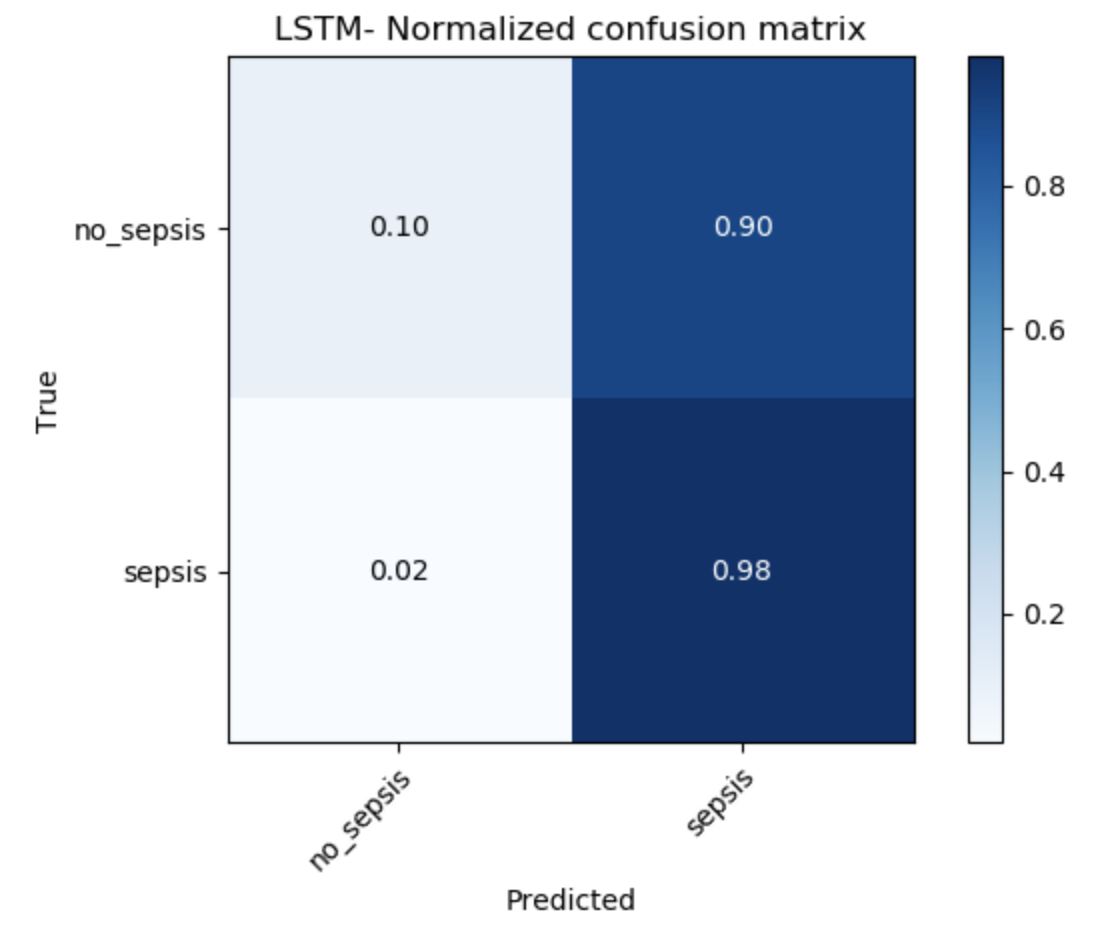 LSTM- Normalized confusion matrix
no_sepsis
0.10
0.90
0.8
0.6
True
0.4
sepsis
0.02
0.98
0.2
no_sepsis
sepsis
Predicted